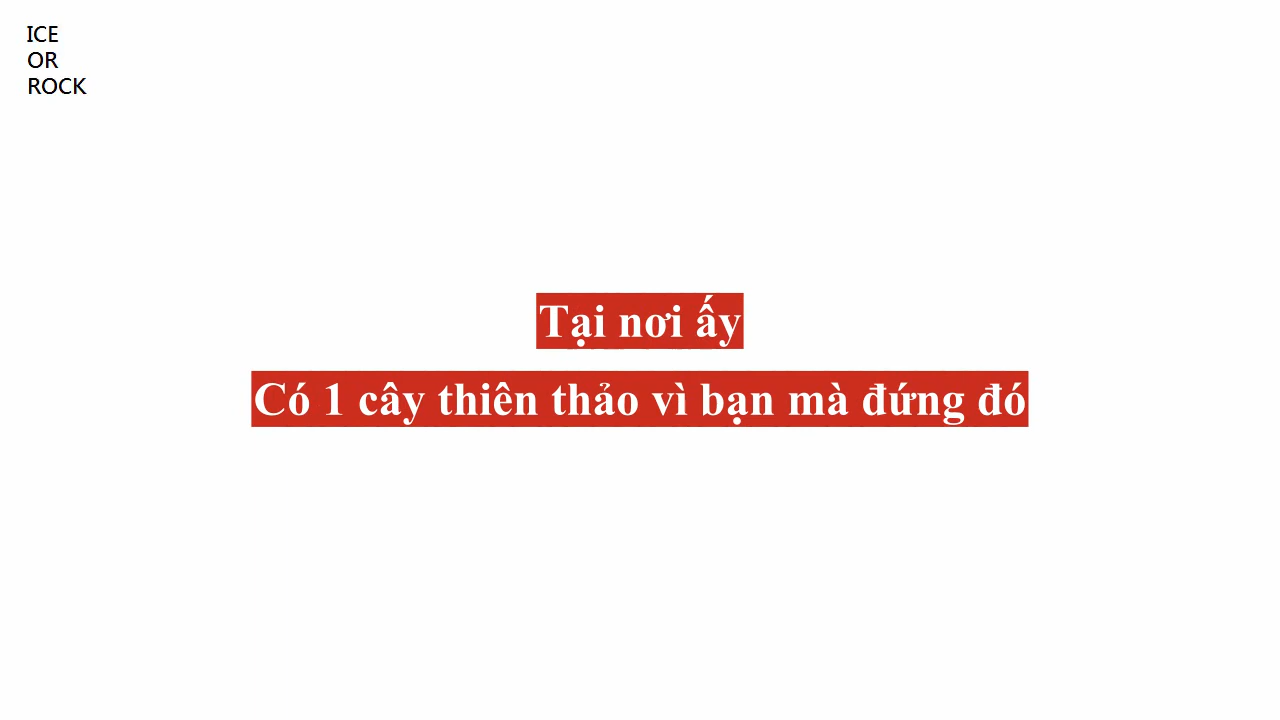 ICE
OR
ROCK
Tại nơi ấy
Có 1 cây thiên thảo vì bạn mà đứng đó